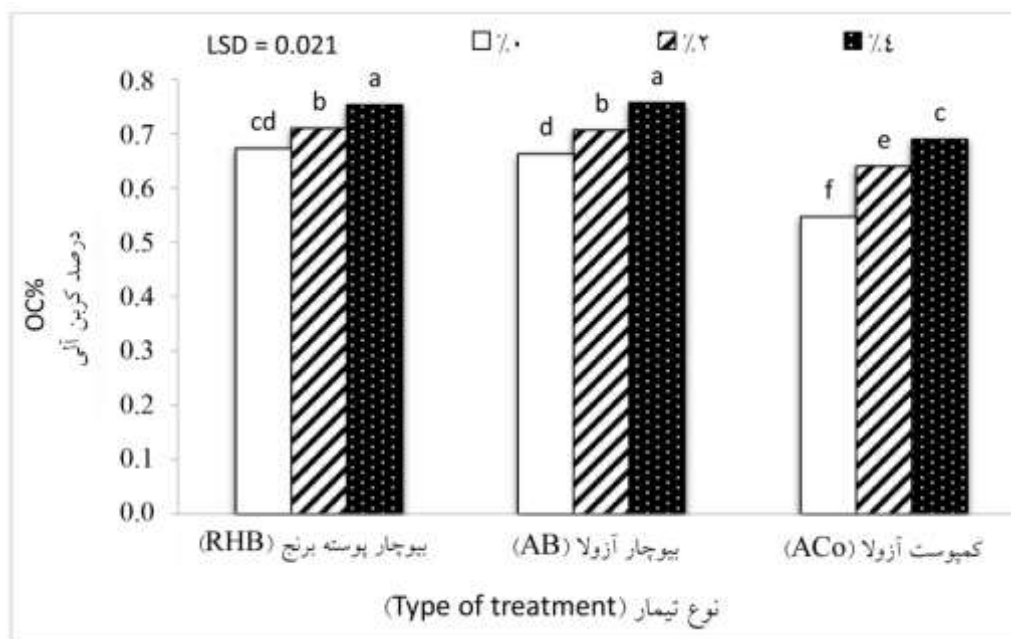 LSD = 0.021 ٪۰ ٪۲ ٪٤
0.8
0.7
0.6
0.5
0.4
0.3
0.2
0.1
0.0
cd b a
d b a
f e c
OC%
درصد کربن آلی
بیوچار پوسته برنج (RHB) بیوچار آزولا (AB) کمپوست آزولا (ACo)
نوع تیمار (Type of treatment)